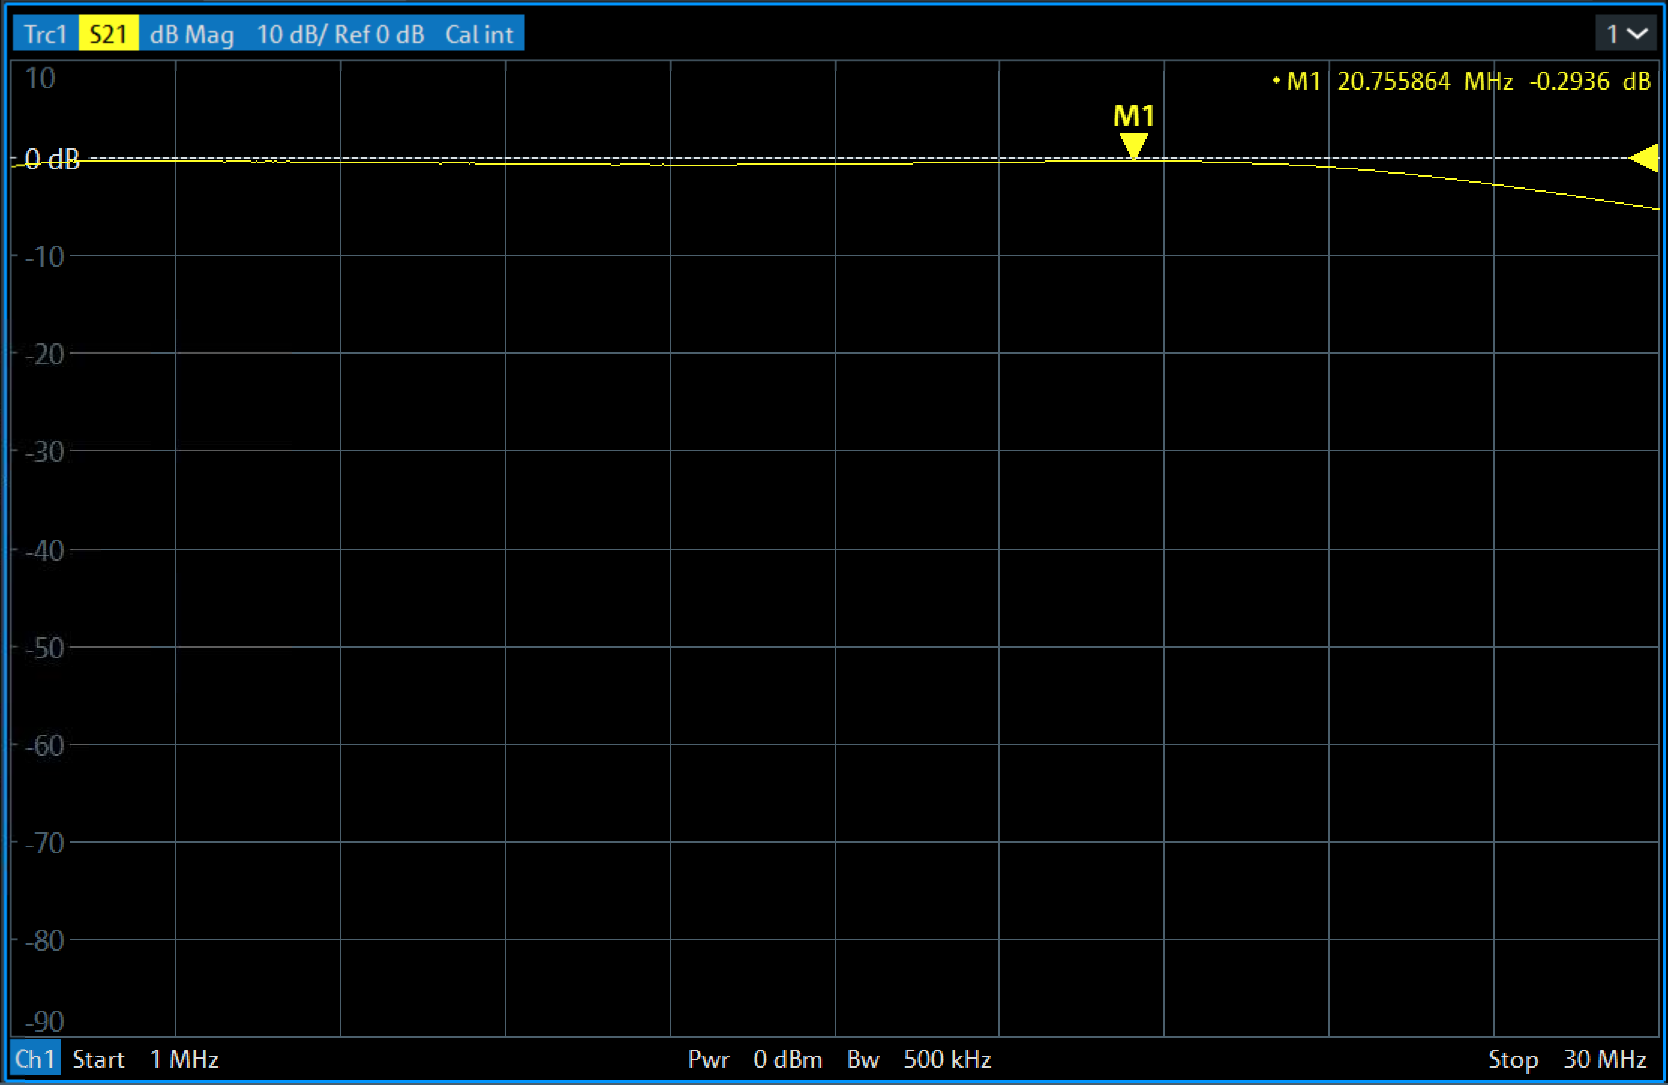 Trc1 S21 dB Mag 10 dB/ Ref 0 dB Cal int 1
10
• M1 20.755864 MHz -0.2936 dB
M1
0 dB
-10
-20
-30
-40
-50
-60
-70
-80
-90
Ch1 Start 1 MHz Pwr 0 dBm Bw 500 kHz Stop 30 MHz